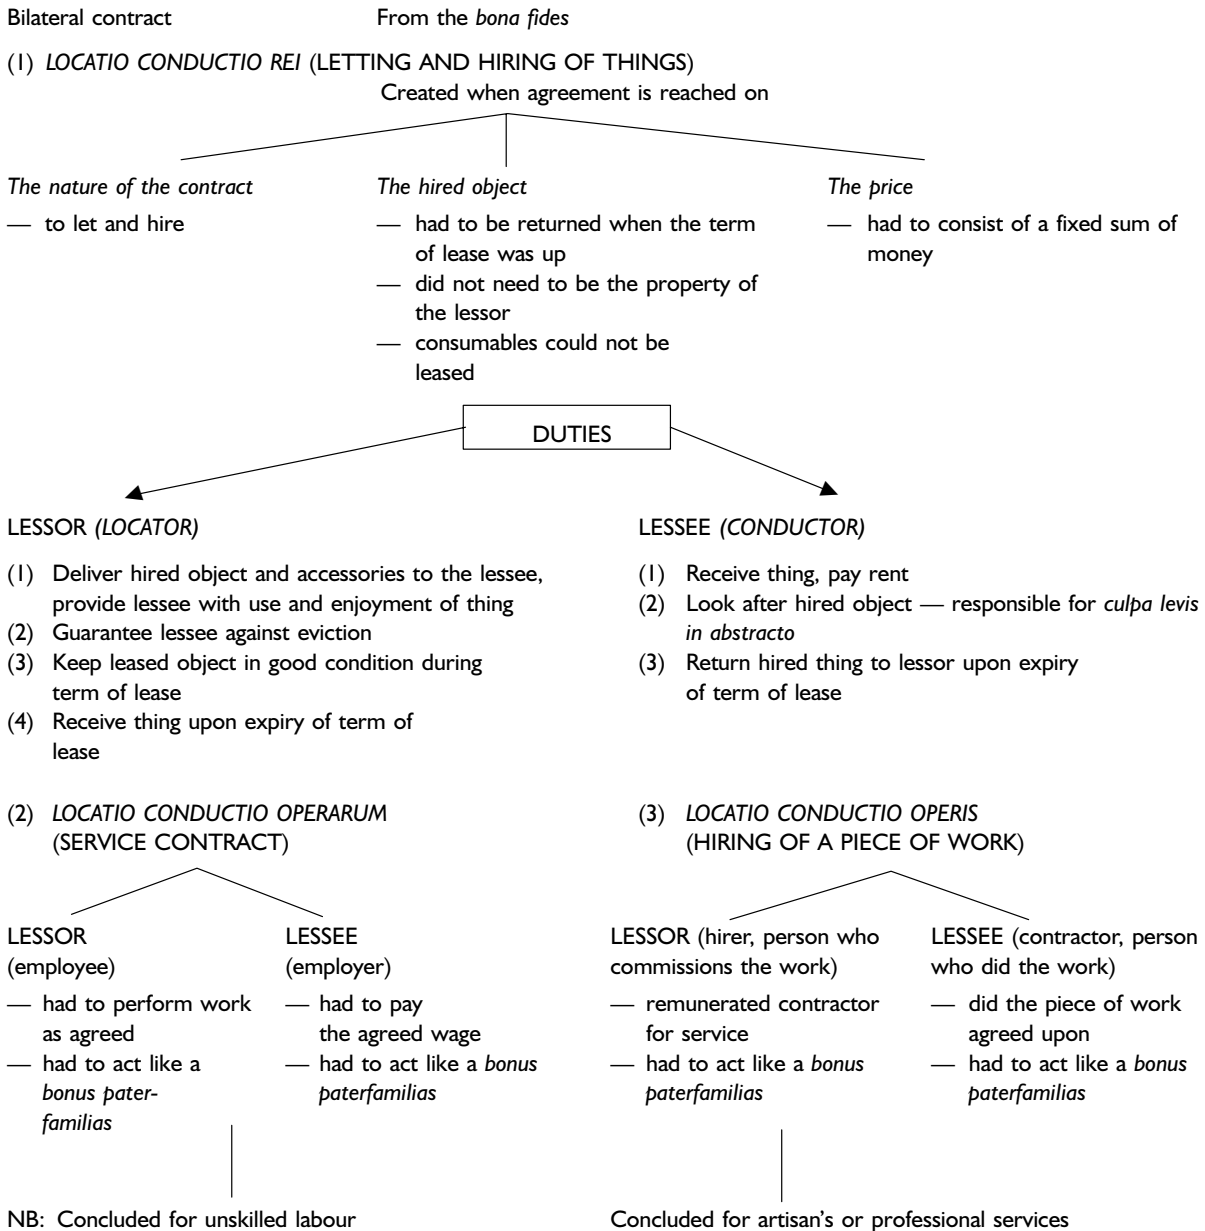 Bilateral contract From the bona fides
(1) LOCATIO CONDUCTIO REI (LETTING AND HIRING OF THINGS)
Created when agreement is reached on
The nature of the contract
— to let and hire
The hired object
— had to be returned when the term
of lease was up
— did not need to be the property of
the lessor
— consumables could not be
leased
The price
— had to consist of a fixed sum of
money
DUTIES
LESSOR (LOCATOR)
(1) Deliver hired object and accessories to the lessee,
provide lessee with use and enjoyment of thing
(2) Guarantee lessee against eviction
(3) Keep leased object in good condition during
term of lease
(4) Receive thing upon expiry of term of
lease
LESSEE (CONDUCTOR)
(1) Receive thing, pay rent
(2) Look after hired object — responsible for culpa levis
in abstracto
(3) Return hired thing to lessor upon expiry
of term of lease
(2) LOCATIO CONDUCTIO OPERARUM
(SERVICE CONTRACT)
LESSOR
(employee)
— had to perform work
as agreed
— had to act like a
bonus pater-
familias
LESSEE
(employer)
— had to pay
the agreed wage
— had to act like a bonus
paterfamilias
NB: Concluded for unskilled labour
(3) LOCATIO CONDUCTIO OPERIS
(HIRING OF A PIECE OF WORK)
LESSOR (hirer, person who
commissions the work)
— remunerated contractor
for service
— had to act like a bonus
paterfamilias
LESSEE (contractor, person
who did the work)
— did the piece of work
agreed upon
— had to act like a bonus
paterfamilias
Concluded for artisan's or professional services